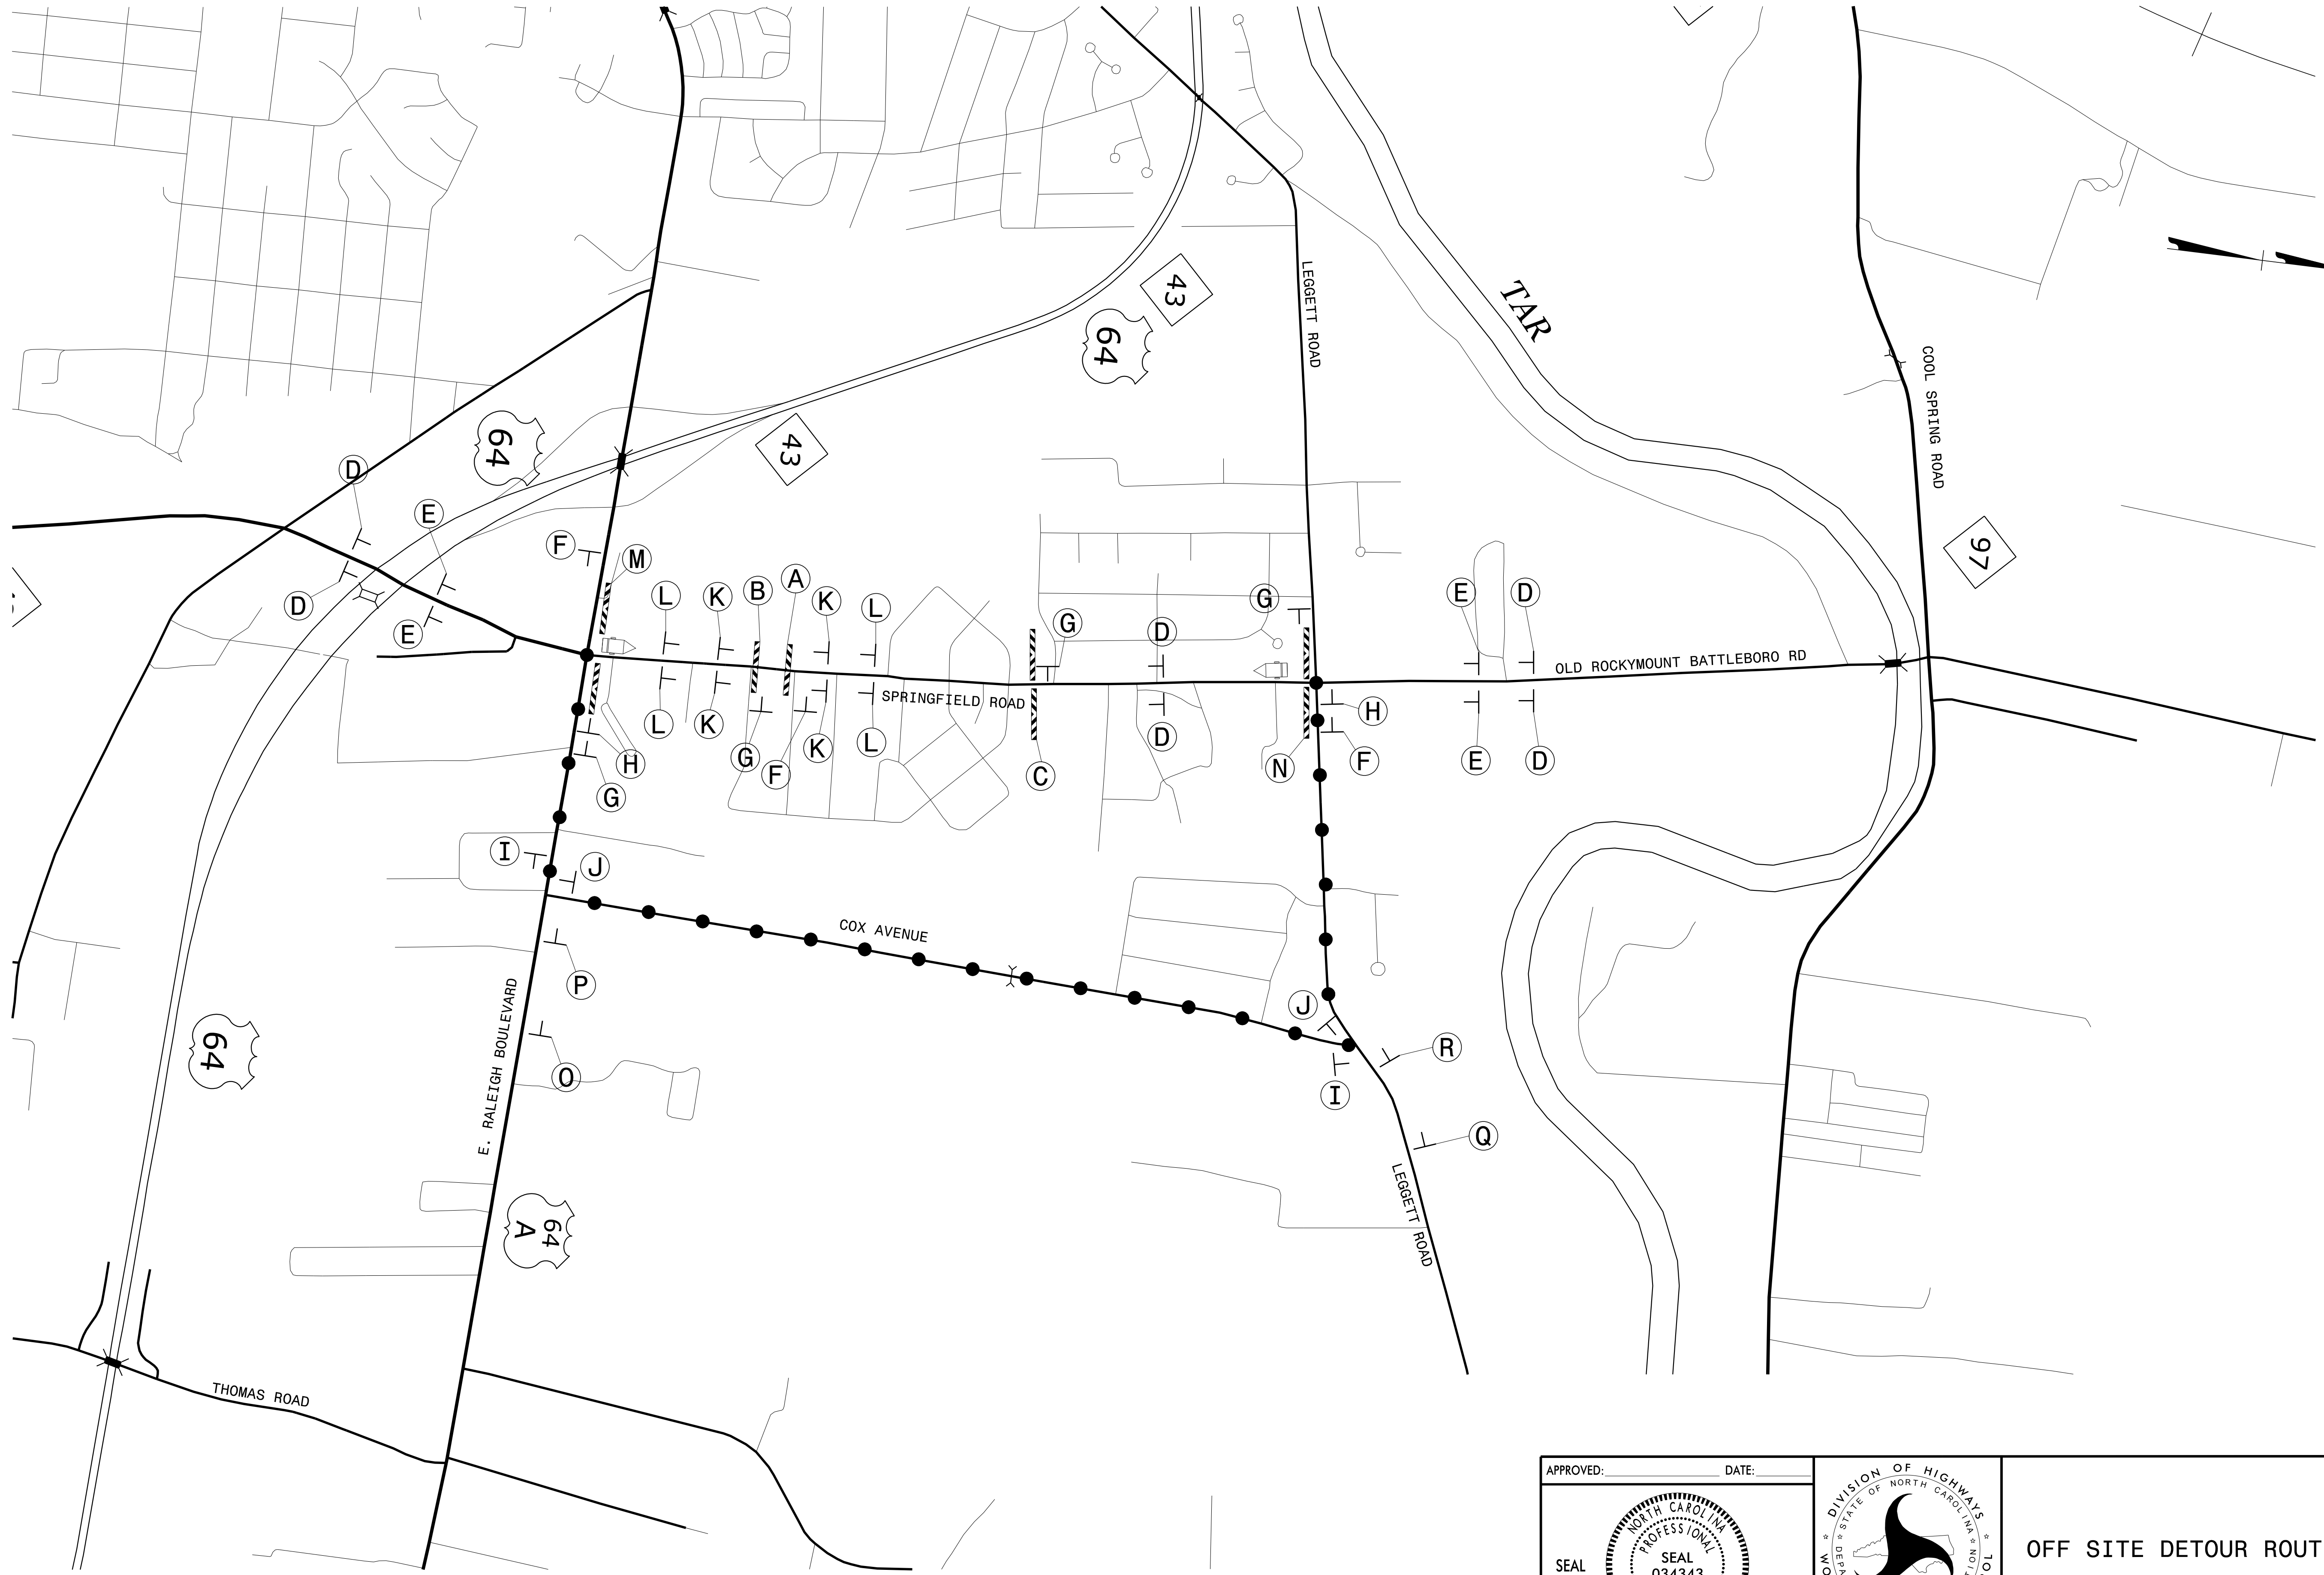 43
64
LEGGETT ROAD
TAR
COOL SPRING ROAD
64
43
D
E
97
F
M
D
E
L
K
B
A
K
L
G
D
G
E
D
OLD ROCKYMOUNT BATTLEBORO RD
SPRINGFIELD ROAD
L
K
G
F
K
L
C
D
N
H
F
E
D
H
G
I
J
COX AVENUE
P
J
R
I
E. RALEIGH BOULEVARD
64
O
Q
LEGGETT ROAD
64
A
THOMAS ROAD
APPROVED:
DATE:
DIVISION OF HIGHWAYS
STATE OF NORTH CAROLINA
NORTH CAROLINA
PROFESSIONAL
SEAL
SEAL
034343
OFF SITE DETOUR ROUT